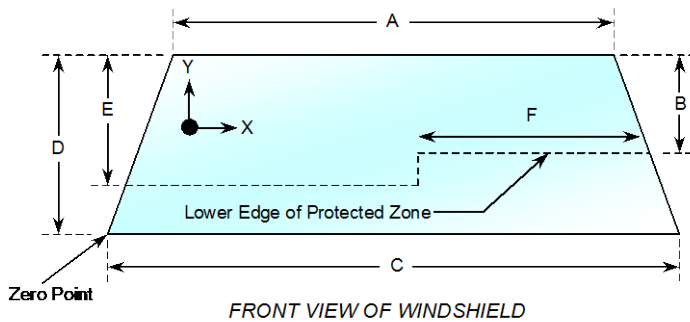 A
Y
E
B
F
X
D
Lower Edge of Protected Zone
C
Zero Point
FRONT VIEW OF WINDSHIELD